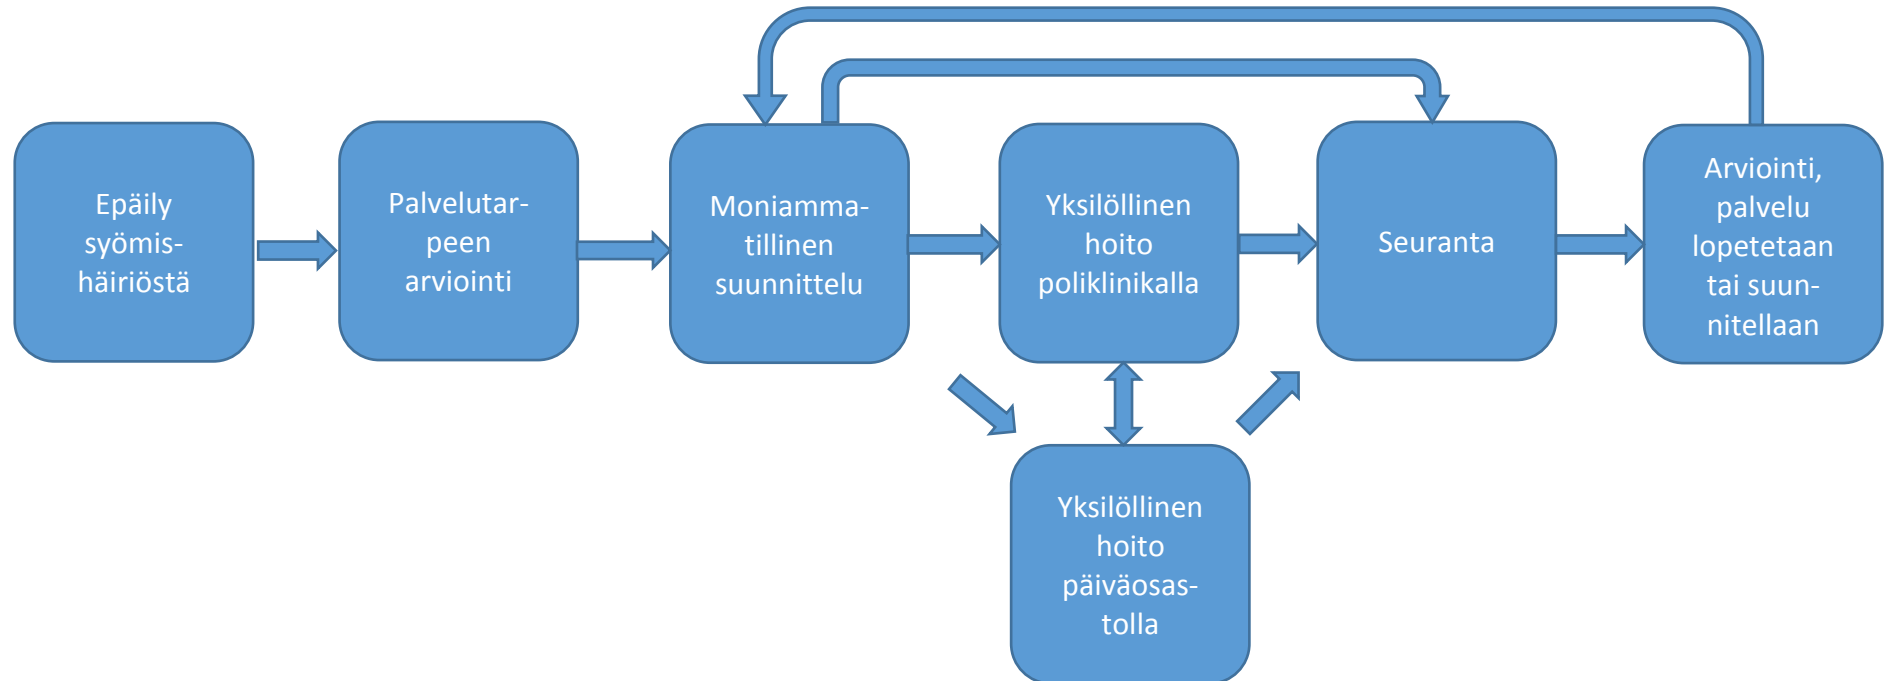 Epäily
syömis-
häiriöstä
Palvelutar-
peen
arviointi
Moniamma-
tillinen
suunnittelu
Yksilöllinen
hoito
poliklinikalla
Seuranta
Arviointi,
palvelu
lopetetaan
tai suun-
nitellaan
Yksilöllinen
hoito
päiväosas-
tolla